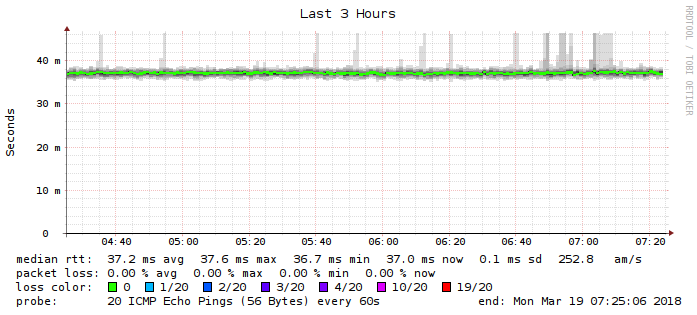 Last 3 Hours
RRDTOOL / TOBI OETIKER
Seconds
40 m
30 m
20 m
10 m
0
04:40 05:00 05:20 05:40 06:00 06:20 06:40 07:00 07:20
median rtt: 37.2 ms avg 37.6 ms max 36.7 ms min 37.0 ms now 0.1 ms sd 252.8 am/s
packet loss: 0.00 % avg 0.00 % max 0.00 % min 0.00 % now
loss color: 0 1/20 2/20 3/20 4/20 10/20 19/20
probe: 20 ICMP Echo Pings (56 Bytes) every 60s end: Mon Mar 19 07:25:06 2018